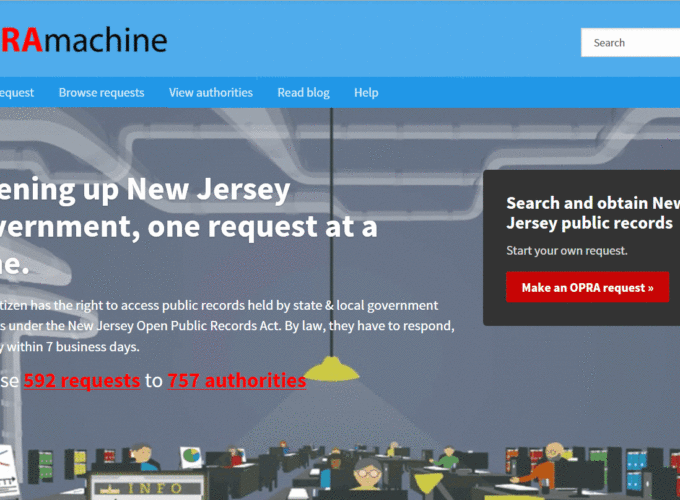 RAmachine
Search
equest Browse requests View authorities Read blog Help
ening up New Jersey
vernment, one request at a
e.
tizen has the right to access public records held by state & local government
s under the New Jersey Open Public Records Act. By law, they have to respond,
y within 7 business days.
se 592 requests to 757 authorities
Search and obtain New
Jersey public records
Start your own request.
Make an OPRA request »
INFO